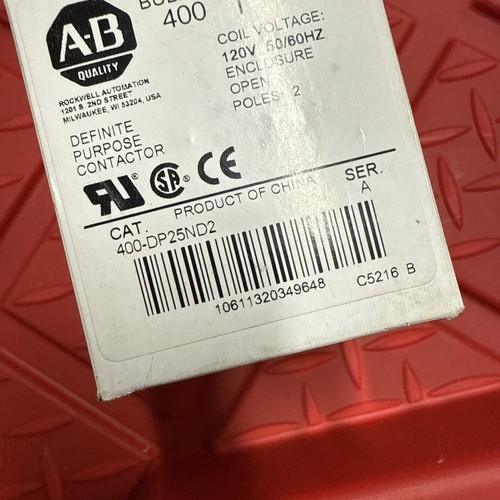 400
A-B
QUALITY
ROCKWELL AUTOMATION
1201 S. 2ND STREET
MILWAUKEE, WI 53204, USA
COIL VOLTAGE:
120V 50/60HZ
ENCLOSURE
OPEN
POLES 2
DEFINITE
PURPOSE
CONTACTOR
PRODUCT OF CHINA
CAT.
400-DP25ND2
SER.
A
10611320349648
C5216 B